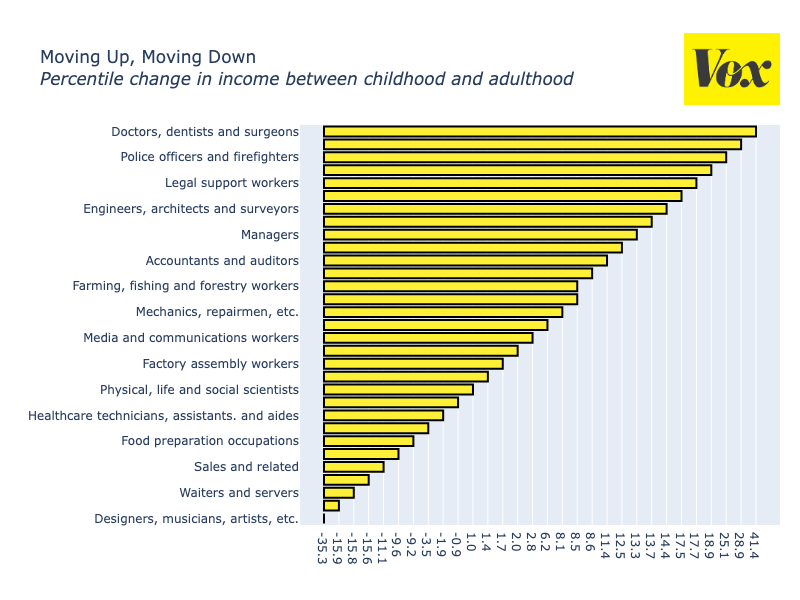 Moving Up, Moving Down
Percentile change in income between childhood and adulthood
Vox
Doctors, dentists and surgeons
Police officers and firefighters
Legal support workers
Engineers, architects and surveyors
Managers
Accountants and auditors
Farming, fishing and forestry workers
Mechanics, repairmen, etc.
Media and communications workers
Factory assembly workers
Physical, life and social scientists
Healthcare technicians, assistants. and aides
Food preparation occupations
Sales and related
Waiters and servers
Designers, musicians, artists, etc.
-35.3
-15.9
-15.8
-15.6
-11.1
-9.6
-9.2
-3.5
-1.9
-0.9
1.0
1.4
1.7
2.0
2.8
6.2
8.1
8.5
8.6
11.4
12.5
13.3
13.7
14.4
17.5
17.7
18.9
25.1
28.9
41.4